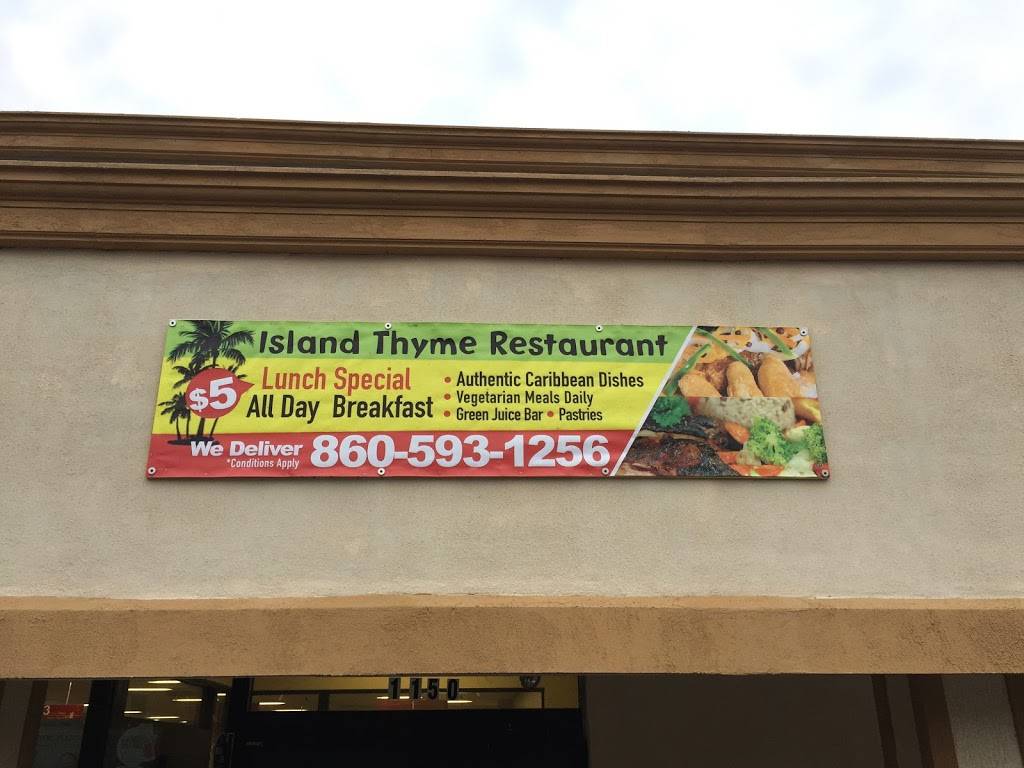 Island Thyme Restaurant
$5
Lunch Special
All Day Breakfast
• Authentic Caribbean Dishes
• Vegetarian Meals Daily
• Green Juice Bar • Pastries
We Deliver
*Conditions Apply
860-593-1256
1150
3